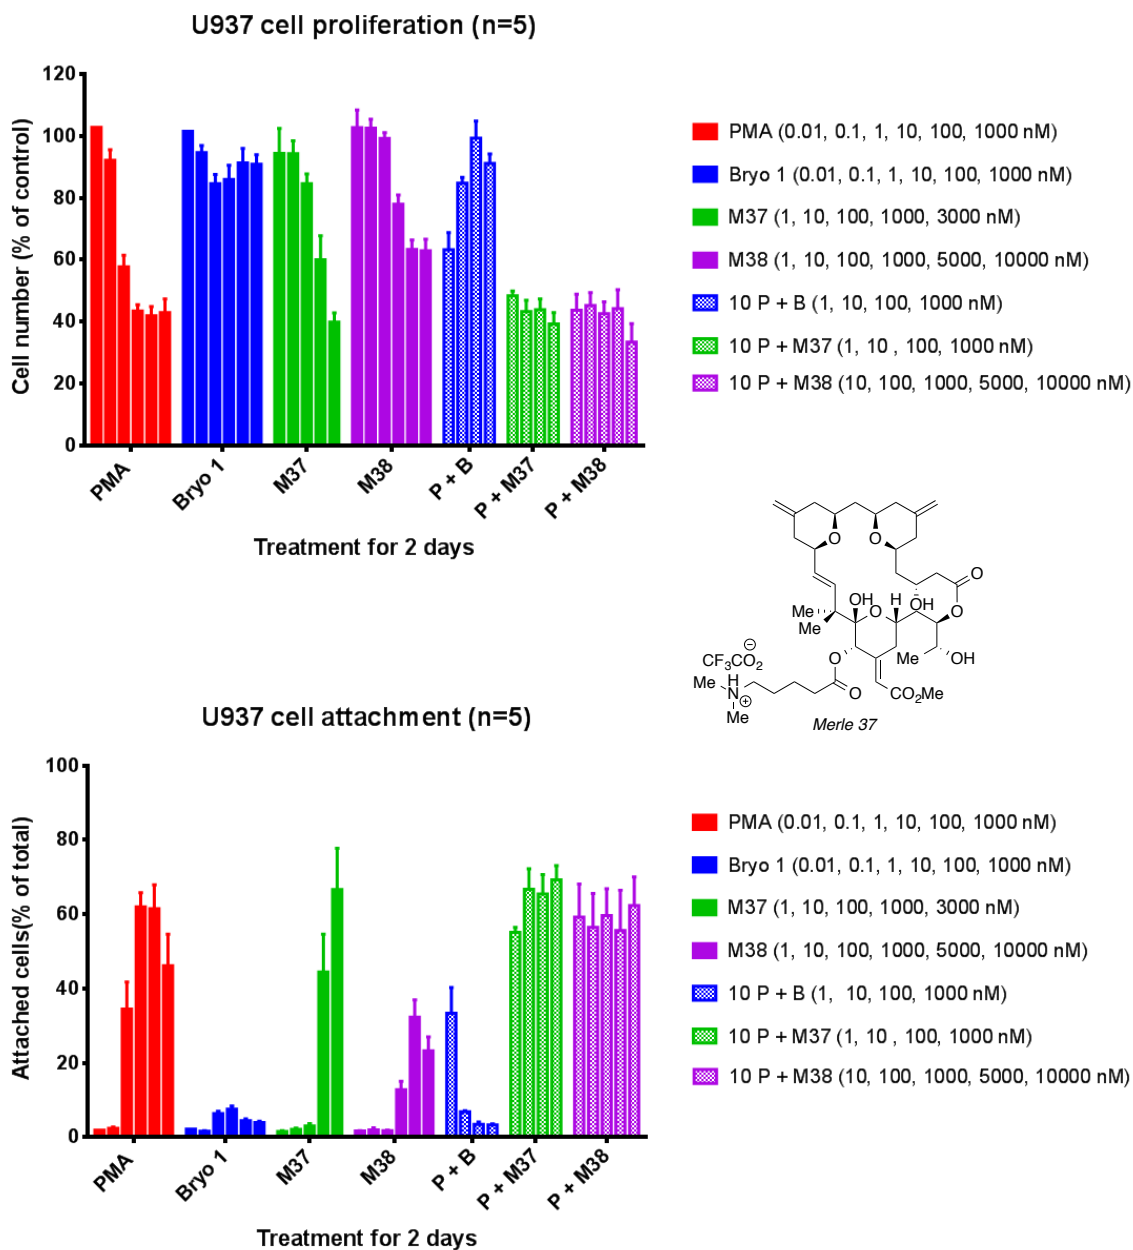 U937 cell proliferation (n=5)
Cell number (% of control)
120
100
80
60
40
20
0
PMA
Bryo 1
M37
M38
P + B
P + M37
P + M38
Treatment for 2 days
PMA (0.01, 0.1, 1, 10, 100, 1000 nM)
Bryo 1 (0.01, 0.1, 1, 10, 100, 1000 nM)
M37 (1, 10, 100, 1000, 3000 nM)
M38 (1, 10, 100, 1000, 5000, 10000 nM)
10 P + B (1, 10, 100, 1000 nM)
10 P + M37 (1, 10 , 100, 1000 nM)
10 P + M38 (10, 100, 1000, 5000, 10000 nM)
O
O
O
OH
O
H
OH
O
Me
Me
O
O
Me
OH
CF3CO2 ⊖
Me
H
N ⊕
Me
CO2Me
Merle 37
U937 cell attachment (n=5)
Attached cells(% of total)
100
80
60
40
20
0
PMA
Bryo 1
M37
M38
P + B
P + M37
P + M38
Treatment for 2 days
PMA (0.01, 0.1, 1, 10, 100, 1000 nM)
Bryo 1 (0.01, 0.1, 1, 10, 100, 1000 nM)
M37 (1, 10, 100, 1000, 3000 nM)
M38 (1, 10, 100, 1000, 5000, 10000 nM)
10 P + B (1, 10, 100, 1000 nM)
10 P + M37 (1, 10 , 100, 1000 nM)
10 P + M38 (10, 100, 1000, 5000, 10000 nM)